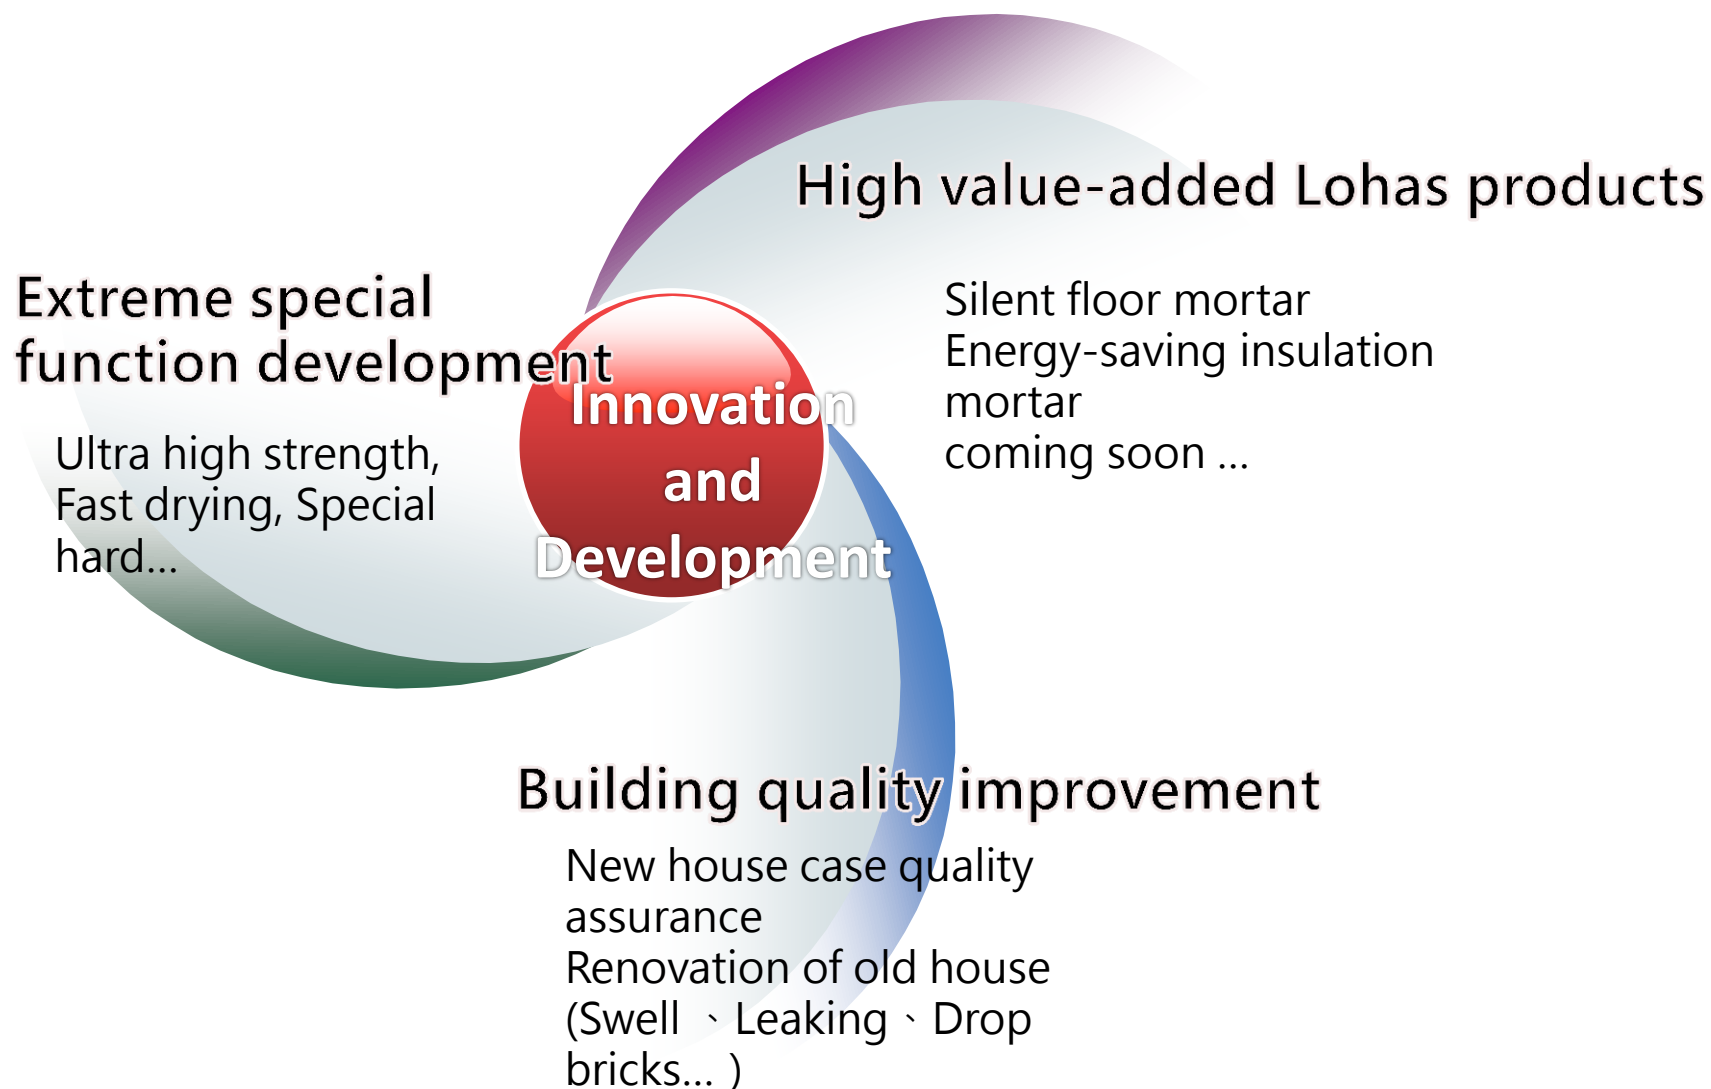 High value-added Lohas products
Silent floor mortar
Energy-saving insulation
mortar
coming soon ...
Extreme special
function development
Ultra high strength,
Fast drying, Special
hard...
Innovation
and
Development
Building quality improvement
New house case quality
assurance
Renovation of old house
(Swell 、Leaking、Drop
bricks... )